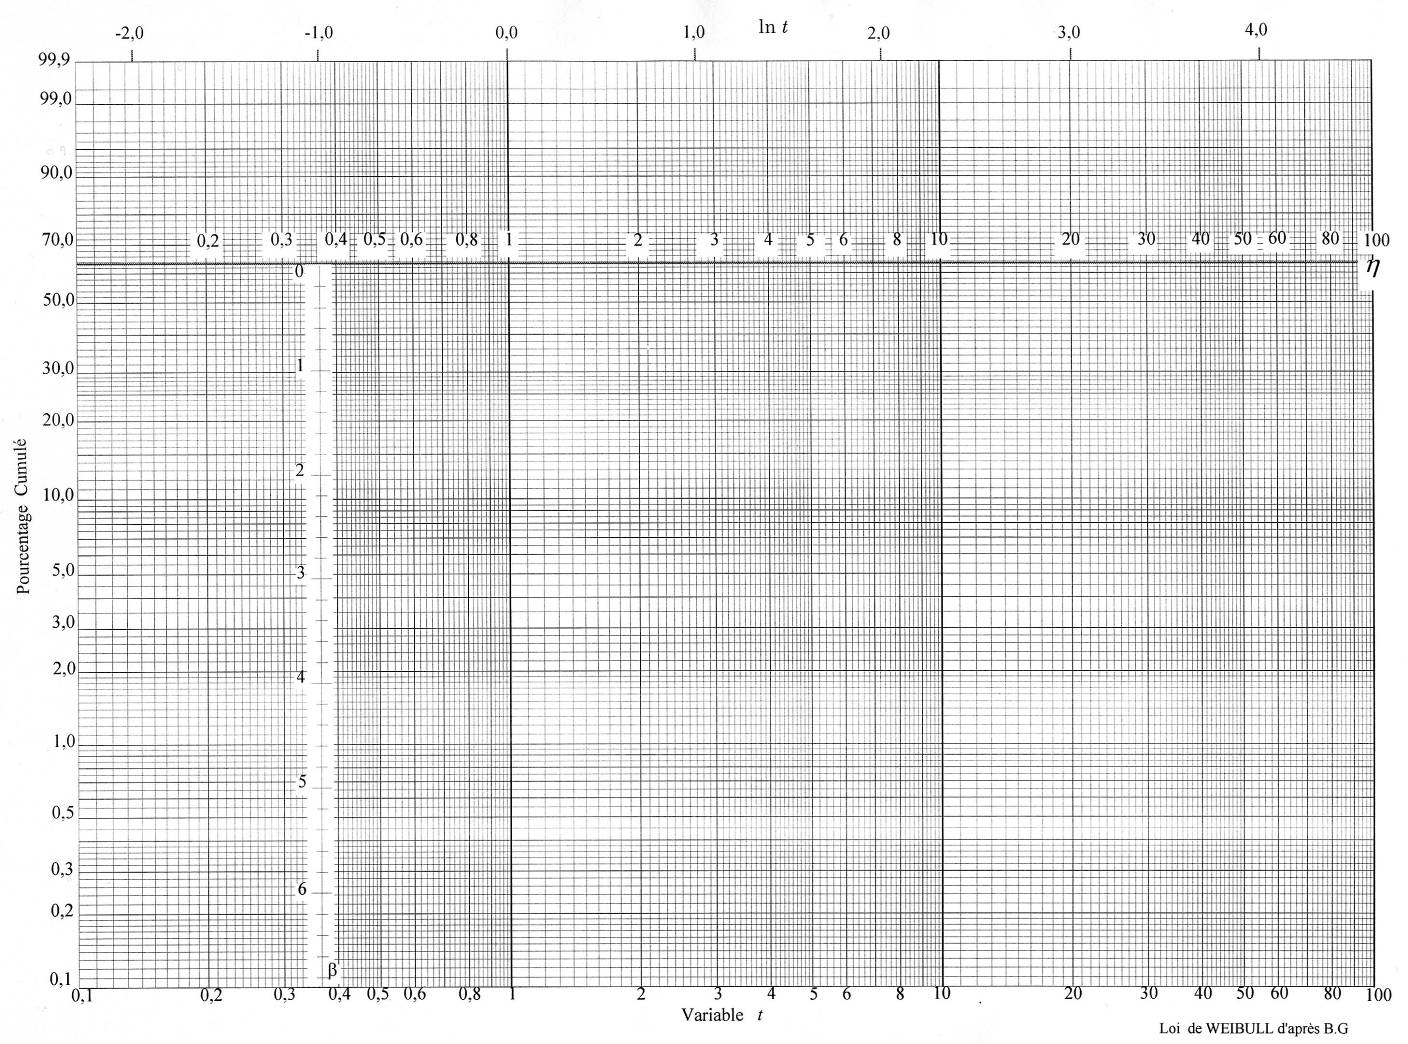 ln t
-2,0 -1,0 0,0 1,0 2,0 3,0 4,0
99,9
99,0
90,0
70,0 0,2 0,3 0,4 0,5 0,6 0,8 1 2 3 4 5 6 8 10 20 30 40 50 60 80 100
η
0
50,0
30,0 1
20,0
2
10,0
5,0 3
3,0
2,0 4
1,0
5
0,5
0,3
6
0,2
β
0,1
Pourcentage Cumulé
0,1 0,2 0,3 0,4 0,5 0,6 0,8 1 2 3 4 5 6 8 10 20 30 40 50 60 80 100
Variable t
Loi de WEIBULL d'après B.G